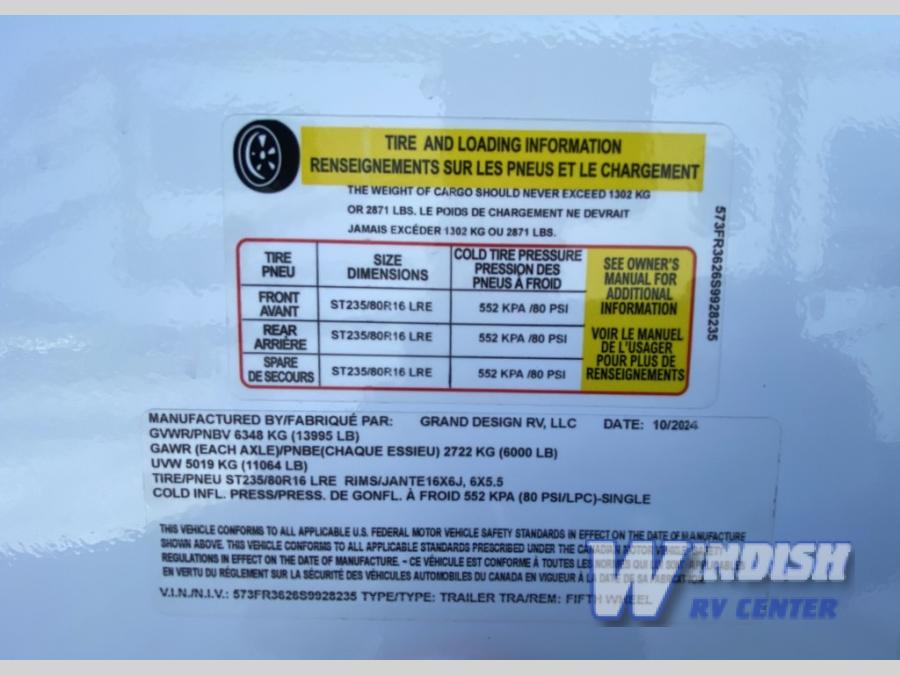 TIRE AND LOADING INFORMATION
RENSEIGNEMENTS SUR LES PNEUS ET LE CHARGEMENT
THE WEIGHT OF CARGO SHOULD NEVER EXCEED 1302 KG
OR 2871 LBS. LE POIDS DE CHARGEMENT NE DEVRAIT
JAMAIS EXCÉDER 1302 KG OU 2871 LBS.
TIRE
PNEU
SIZE
DIMENSIONS
COLD TIRE PRESSURE
PRESSION DES
PNEUS À FROID
FRONT
AVANT
ST235/80R16 LRE
552 KPA /80 PSI
REAR
ARRIÈRE
ST235/80R16 LRE
552 KPA /80 PSI
SPARE
DE SECOURS
ST235/80R16 LRE
552 KPA /80 PSI
SEE OWNER'S
MANUAL FOR
ADDITIONAL
INFORMATION
VOIR LE MANUEL
DE L'USAGER
POUR PLUS DE
RENSEIGNEMENTS
573FR3626S9928235
MANUFACTURED BY/FABRIQUÉ PAR: GRAND DESIGN RV, LLC DATE: 10/2024
GVWR/PNBV 6348 KG (13995 LB)
GAWR (EACH AXLE)/PNBE(CHAQUE ESSIEU) 2722 KG (6000 LB)
UVW 5019 KG (11064 LB)
TIRE/PNEU ST235/80R16 LRE RIMS/JANTE16X6J, 6X5.5
COLD INFL. PRESS/PRESS. DE GONFL. À FROID 552 KPA (80 PSI/LPC)-SINGLE
THIS VEHICLE CONFORMS TO ALL APPLICABLE U.S. FEDERAL MOTOR VEHICLE SAFETY STANDARDS IN EFFECT ON THE DATE OF MANUFACTURE
SHOWN ABOVE. THIS VEHICLE CONFORMS TO ALL APPLICABLE STANDARDS PRESCRIBED UNDER THE CANADIAN MOTOR VEHICLE SAFETY
REGULATIONS IN EFFECT ON THE DATE OF MANUFACTURE. - CE VÉHICULE EST CONFORME À TOUTES LES NORMES QUI LUI SONT APPLICABLES
EN VERTU DU RÉGLEMENT SUR LA SÉCURITÉ DES VÉHICULES AUTOMOBILES DU CANADA EN VIGUEUR À LA DATE DE SA FABRICATION.
V.I.N./N.I.V.: 573FR3626S9928235 TYPE/TYPE: TRAILER TRA/REM: FIFTH WHEEL
WANDISH
RV CENTER